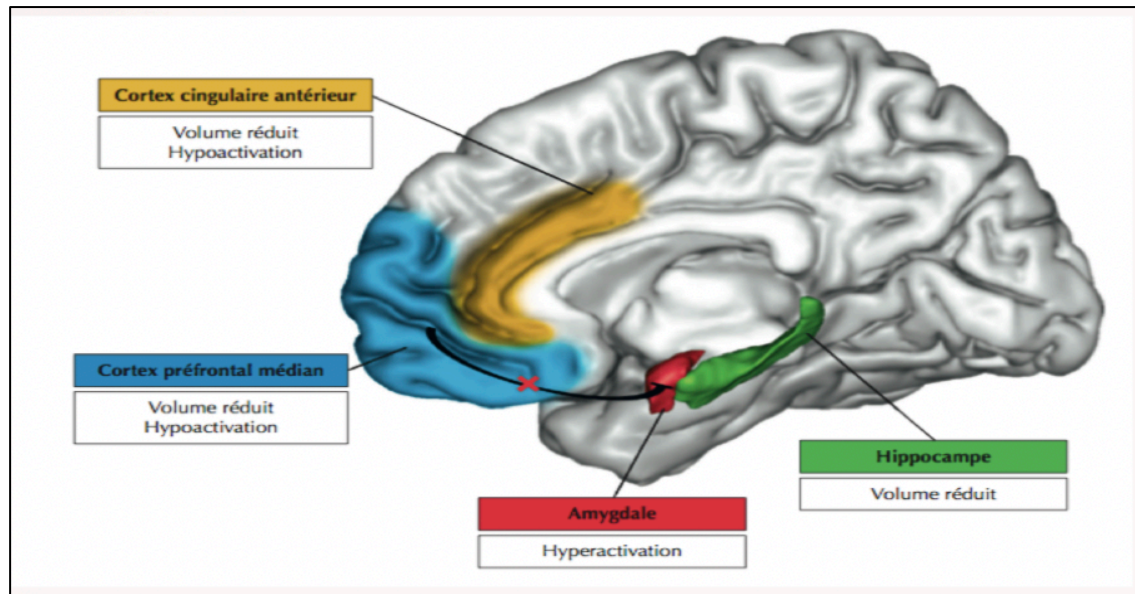 Cortex cingulaire antérieur
Volume réduit
Hypoactivation
Cortex préfrontal médian
Volume réduit
Hypoactivation
Hippocampe
Volume réduit
Amygdale
Hyperactivation